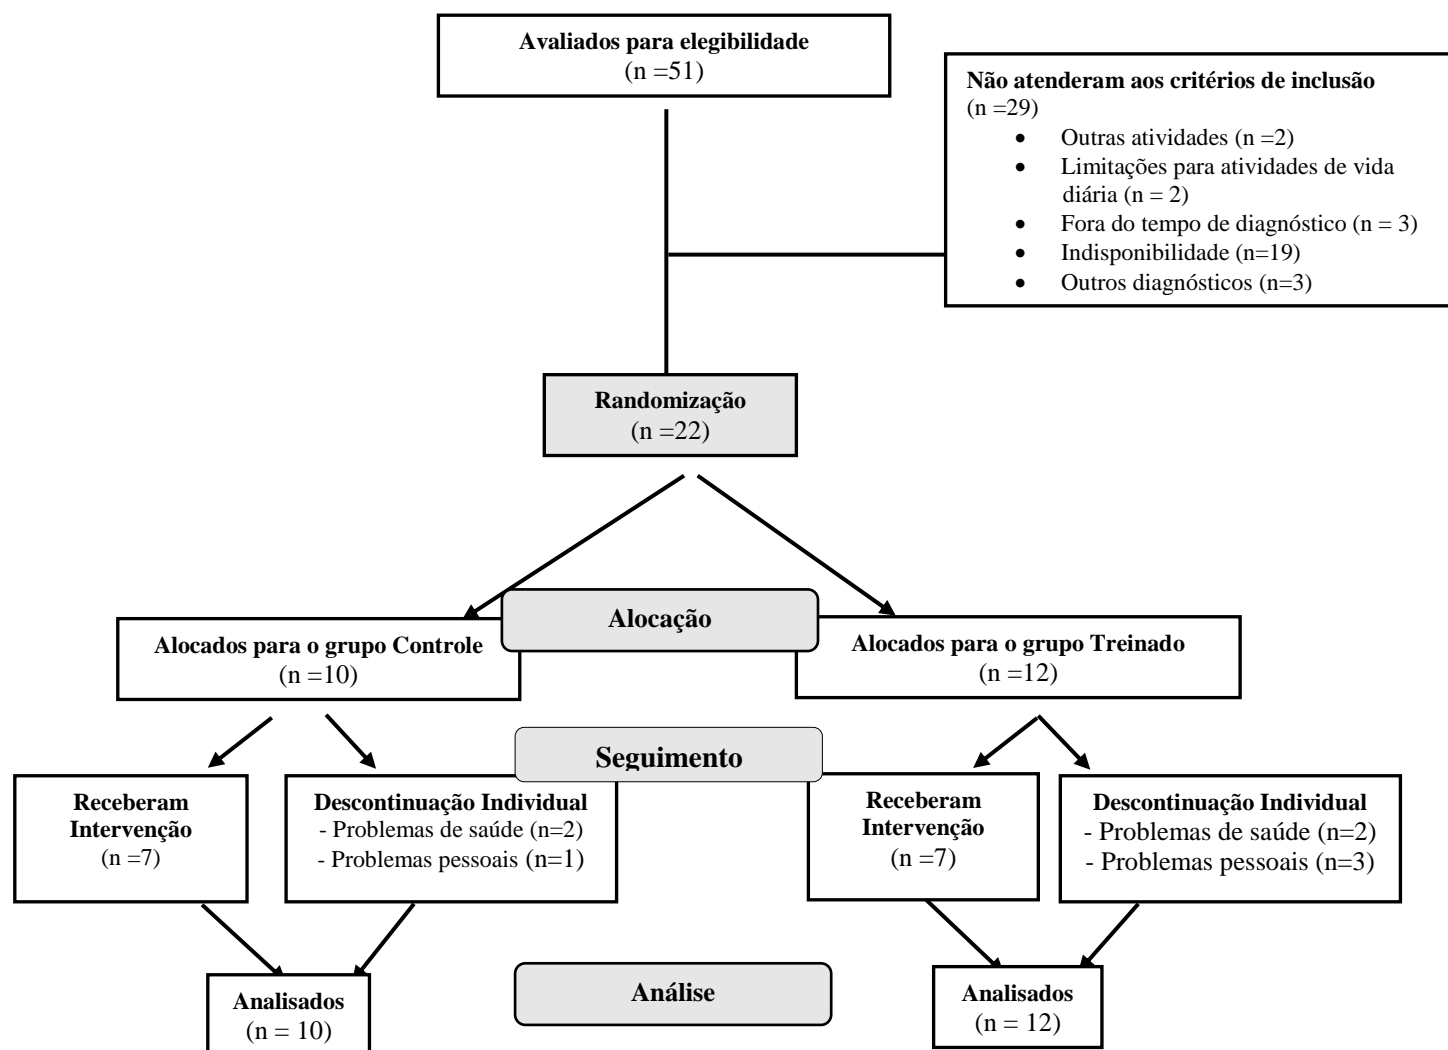 Avaliados para elegibilidade
(n =51)
Não atenderam aos critérios de inclusão
(n =29)
• Outras atividades (n =2)
• Limitações para atividades de vida
diária (n = 2)
• Fora do tempo de diagnóstico (n = 3)
• Indisponibilidade (n=19)
• Outros diagnósticos (n=3)
Randomização
(n =22)
Alocação
Alocados para o grupo Controle
(n =10)
Alocados para o grupo Treinado
(n =12)
Seguimento
Receberam
Intervenção
(n =7)
Descontinuação Individual
- Problemas de saúde (n=2)
- Problemas pessoais (n=1)
Receberam
Intervenção
(n =7)
Descontinuação Individual
- Problemas de saúde (n=2)
- Problemas pessoais (n=3)
Analisados
(n = 10)
Análise
Analisados
(n = 12)